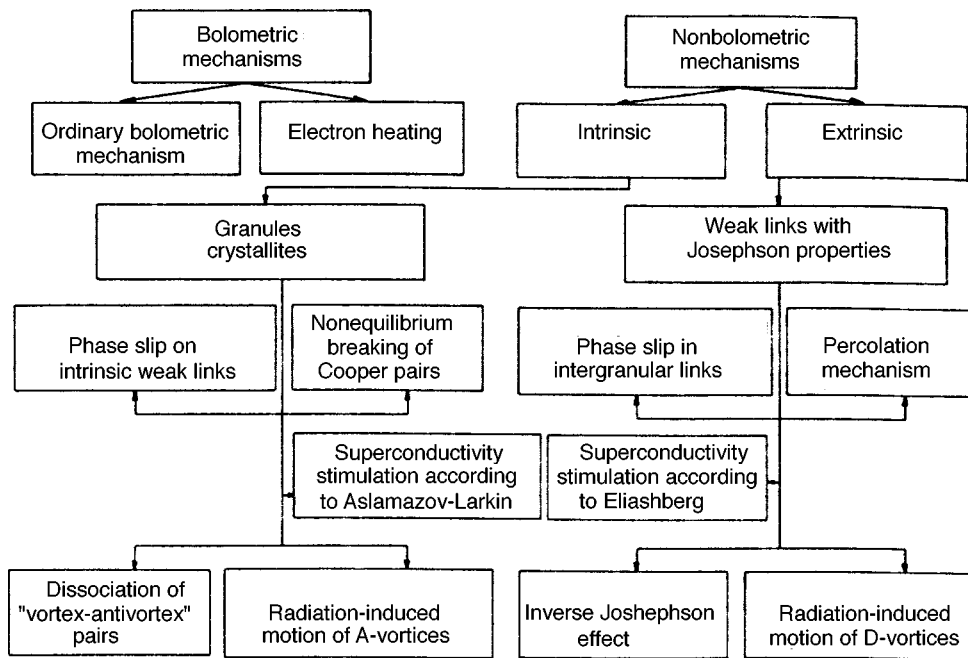 Bolometric
mechanisms
Nonbolometric
mechanisms
Ordinary bolometric
mechanism
Electron heating
Intrinsic
Extrinsic
Granules
crystallites
Weak links with
Josephson properties
Phase slip on
intrinsic weak links
Nonequilibrium
breaking of
Cooper pairs
Phase slip in
intergranular links
Percolation
mechanism
Superconductivity
stimulation according
to Aslamazov-Larkin
Superconductivity
stimulation according
to Eliashberg
Dissociation of
"vortex-antivortex"
pairs
Radiation-induced
motion of A-vortices
Inverse Joshephson
effect
Radiation-induced
motion of D-vortices